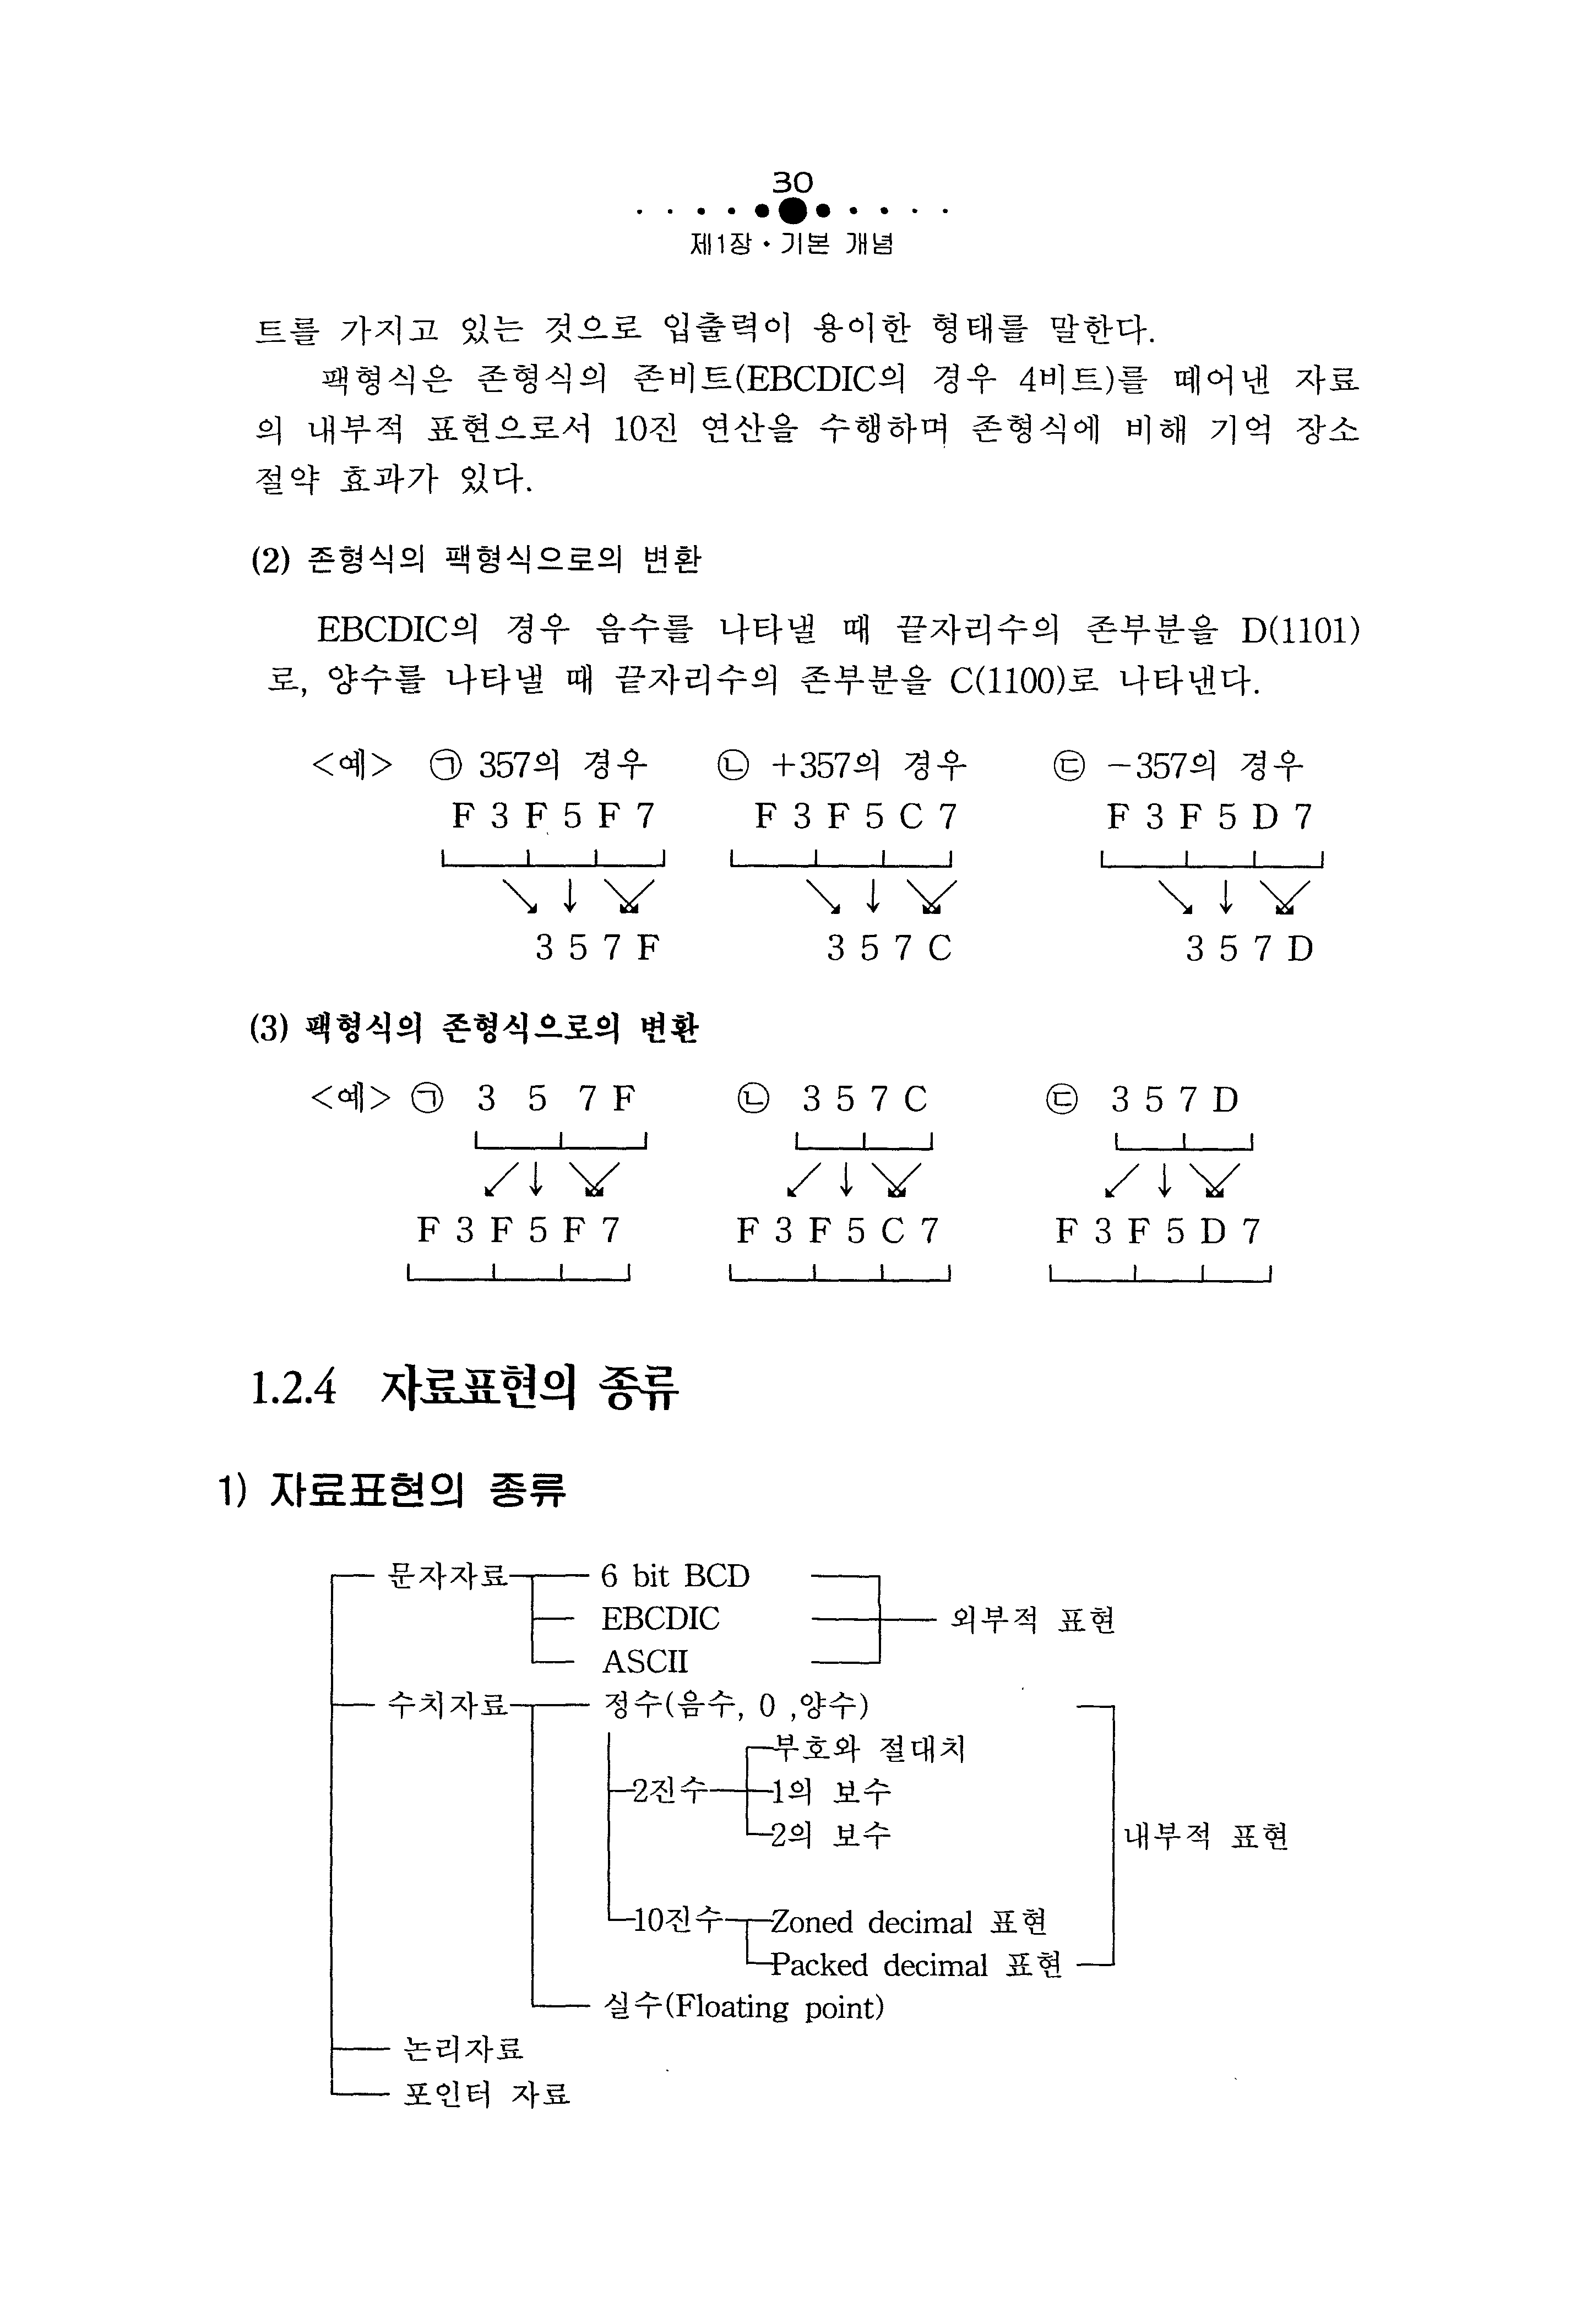 30
제1장 • 기본 개념
트를 가지고 있는 것으로 입출력이 용이한 형태를 말한다.
팩형식은 존형식의 존비트(EBCDIC의 경우 4비트)를 떼어낸 자료
의 내부적 표현으로서 10진 연산을 수행하며 존형식에 비해 기억 장소
절약 효과가 있다.
(2) 존형식의 팩형식으로의 변환
EBCDIC의 경우 음수를 나타낼 때 끝자리수의 존부분을 D(1101)
로, 양수를 나타낼 때 끝자리수의 존부분을 C(1100)로 나타낸다.
<예> ㉠ 357의 경우 ㉡ +357의 경우 ㉢ -357의 경우
F 3 F 5 F 7 F 3 F 5 C 7 F 3 F 5 D 7
3 5 7 F 3 5 7 C 3 5 7 D
(3) 팩형식의 존형식으로의 변환
<예> ㉠ 3 5 7 F ㉡ 3 5 7 C ㉢ 3 5 7 D
F 3 F 5 F 7 F 3 F 5 C 7 F 3 F 5 D 7
1.2.4 자료표현의 종류
1) 자료표현의 종류
문자자료 6 bit BCD
EBCDIC 외부적 표현
ASCII
수치자료 정수(음수, 0 ,양수)
부호와 절대치
2진수 1의 보수
2의 보수 내부적 표현
10진수 Zoned decimal 표현
Packed decimal 표현
실수(Floating point)
논리자료
포인터 자료